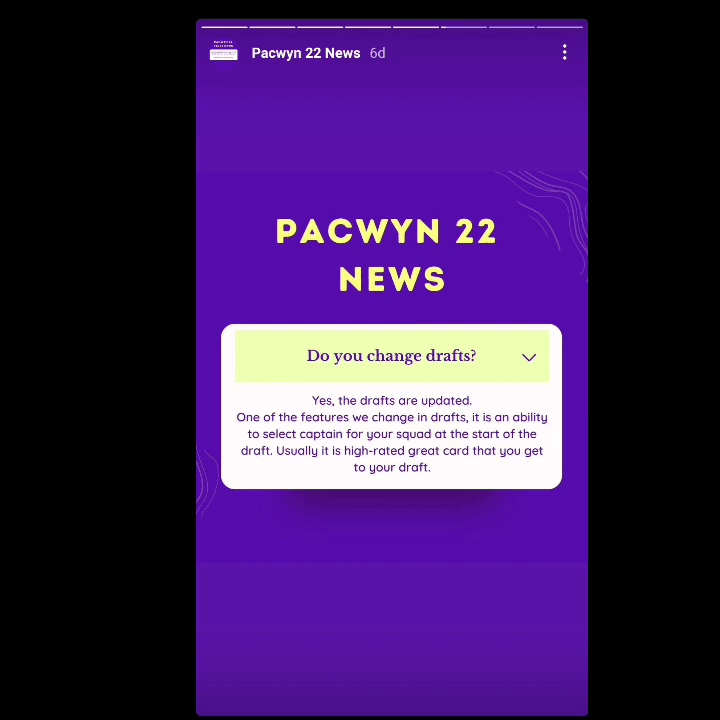 Pacwyn 22 News 6d
PACWYN 22
NEWS
Do you change drafts?
Yes, the drafts are updated.
One of the features we change in drafts, it is an ability
to select captain for your squad at the start of the
draft. Usually it is high-rated great card that you get
to your draft.